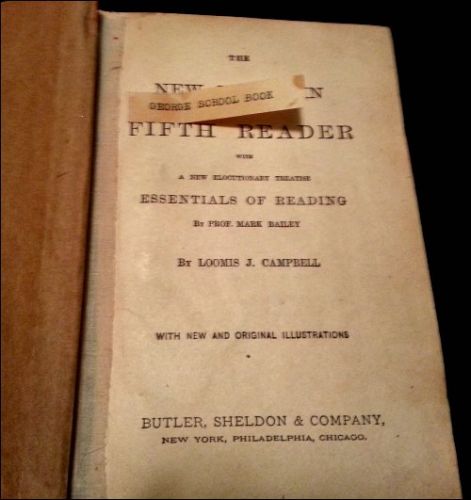 THE
NEW
GEORGE SCHOOL BOOK
FIFTH READER
WITH
A NEW ELOCUTIONARY TREATISE
ESSENTIALS OF READING
BY PROF. MARK BAILEY
BY LOOMIS J. CAMPBELL
WITH NEW AND ORIGINAL ILLUSTRATIONS
BUTLER, SHELDON & COMPANY,
NEW YORK, PHILADELPHIA, CHICAGO.